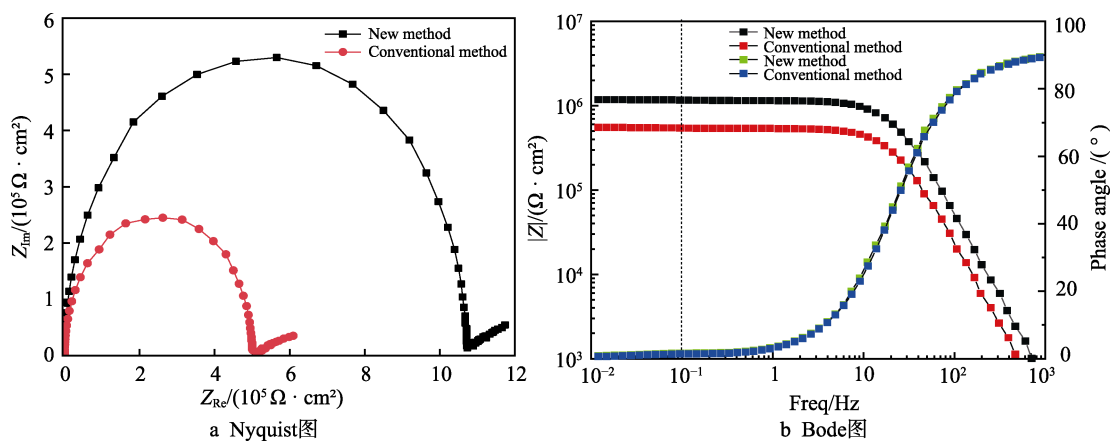 6
5
4
3
2
1
0
Z_Im/(10⁵ Ω · cm²)
New method
Conventional method
0 2 4 6 8 10 12
Z_Re/(10⁵ Ω · cm²)
a Nyquist图
10⁷
10⁶
10⁵
10⁴
10³
|Z|/(Ω · cm²)
New method
Conventional method
New method
Conventional method
100
80
60
40
20
0
Phase angle /(°)
10⁻² 10⁻¹ 1 10 10² 10³
Freq/Hz
b Bode图